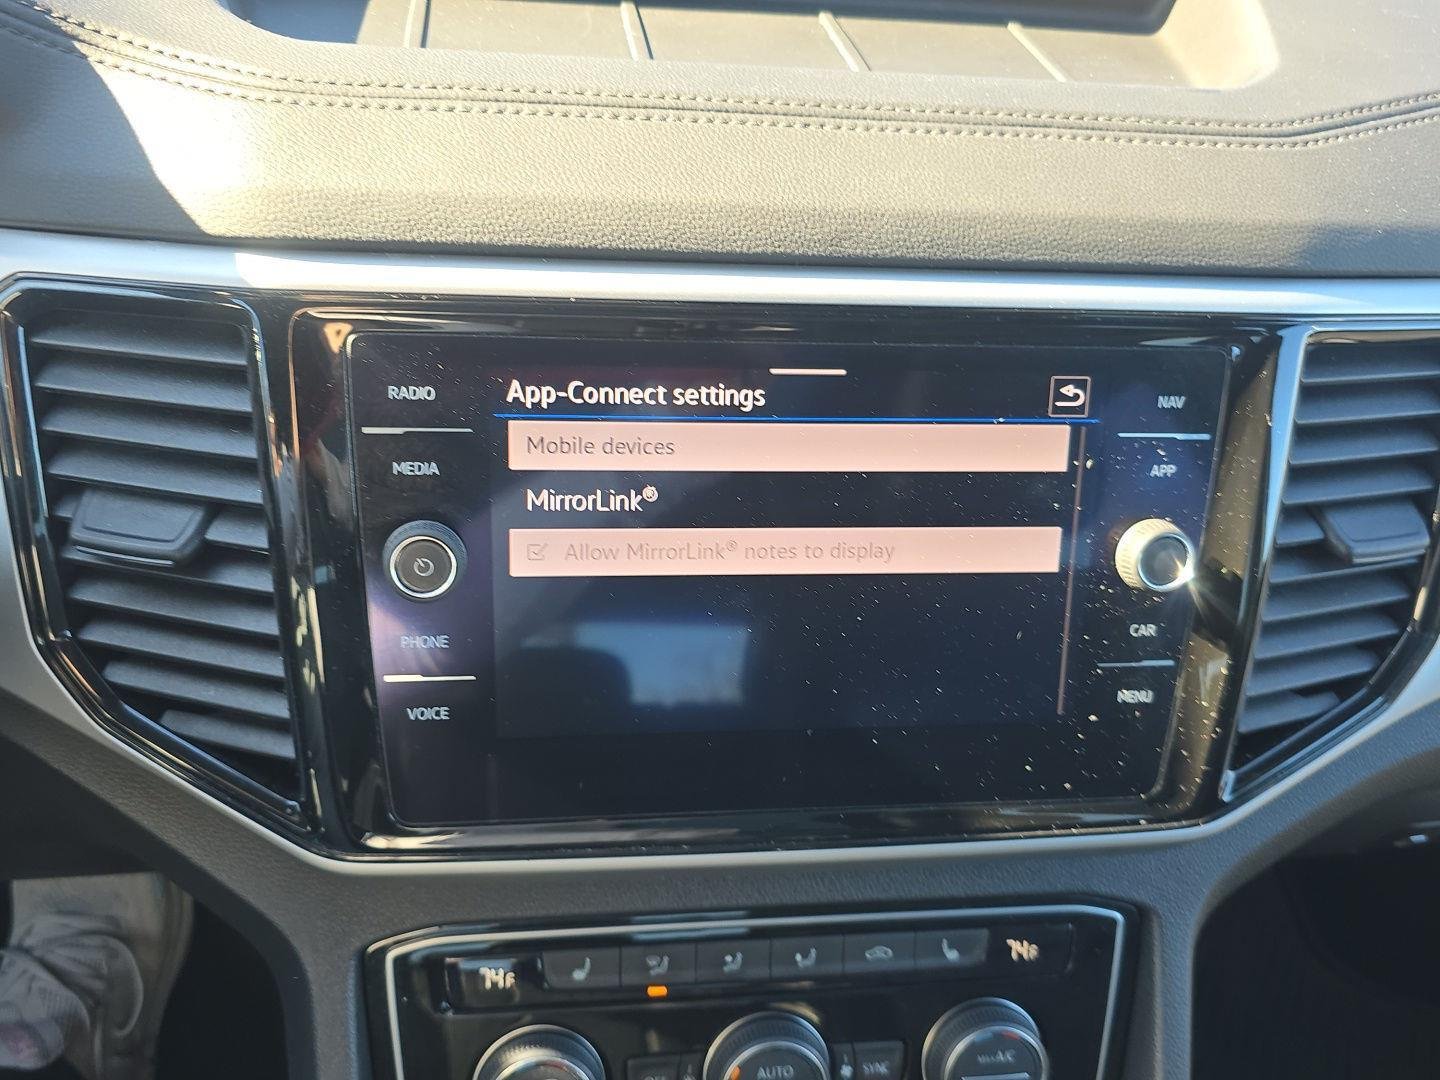 RADIO
App-Connect settings
NAV
Mobile devices
MEDIA
APP
MirrorLink®
Allow MirrorLink® notes to display
PHONE
CAR
MENU
VOICE
74F
74F
AUTO
SYNC
A/C